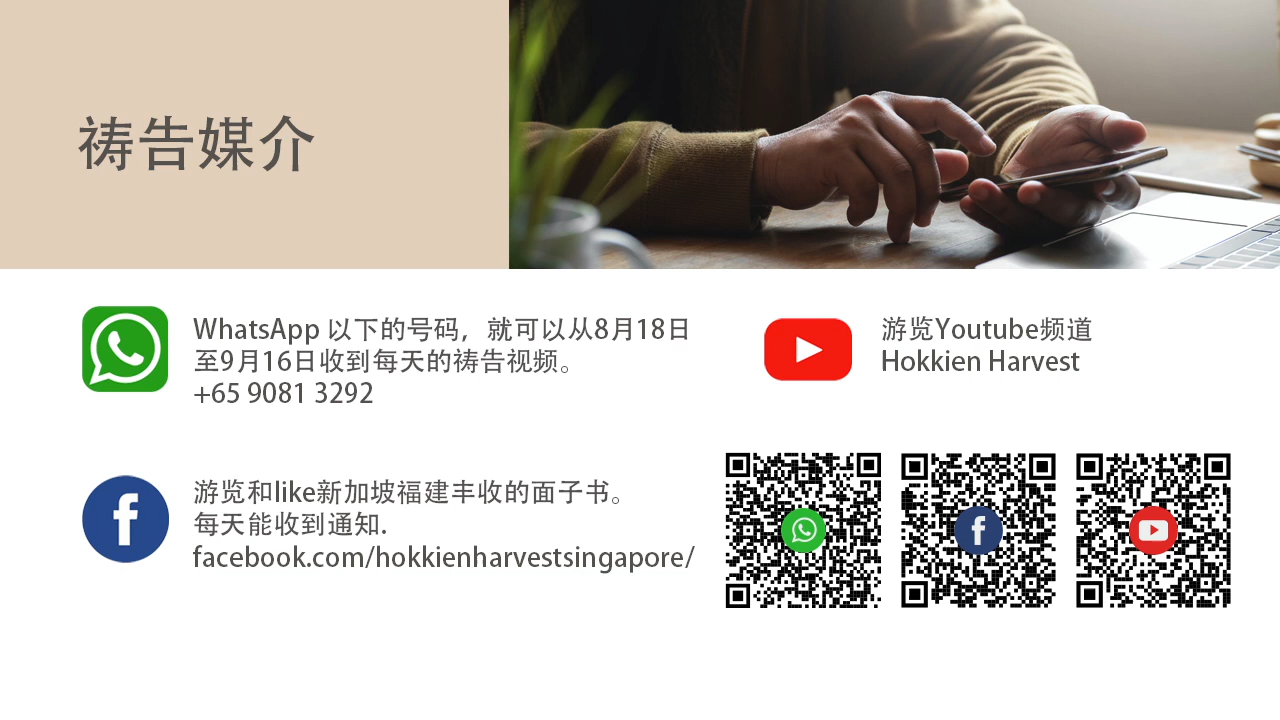 祷告媒介
WhatsApp 以下的号码，就可以从8月18日
至9月16日收到每天的祷告视频。
+65 9081 3292
游览Youtube频道
Hokkien Harvest
游览和like新加坡福建丰收的面子书。
每天能收到通知.
facebook.com/hokkienharvestsingapore/